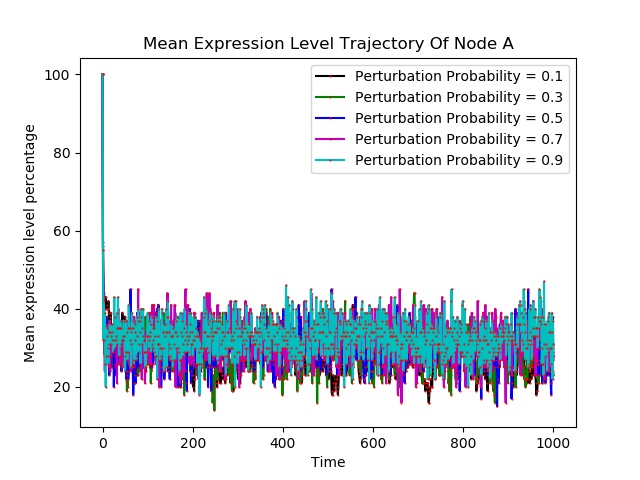 Mean Expression Level Trajectory Of Node A
Perturbation Probability = 0.1
Perturbation Probability = 0.3
Perturbation Probability = 0.5
Perturbation Probability = 0.7
Perturbation Probability = 0.9
Mean expression level percentage
100
80
60
40
20
0 200 400 600 800 1000
Time